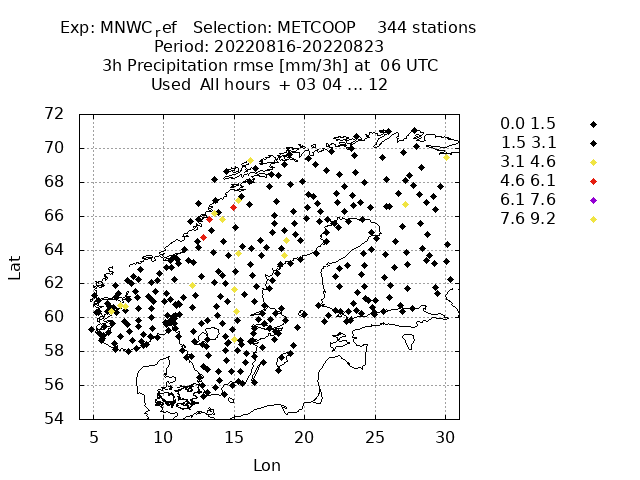 Exp: MNWCref Selection: METCOOP 344 stations
Period: 20220816-20220823
3h Precipitation rmse [mm/3h] at 06 UTC
Used All hours + 03 04 ... 12
72
70
68
66
64
62
60
58
56
54
Lat
5 10 15 20 25 30
Lon
0.0 1.5
1.5 3.1
3.1 4.6
4.6 6.1
6.1 7.6
7.6 9.2